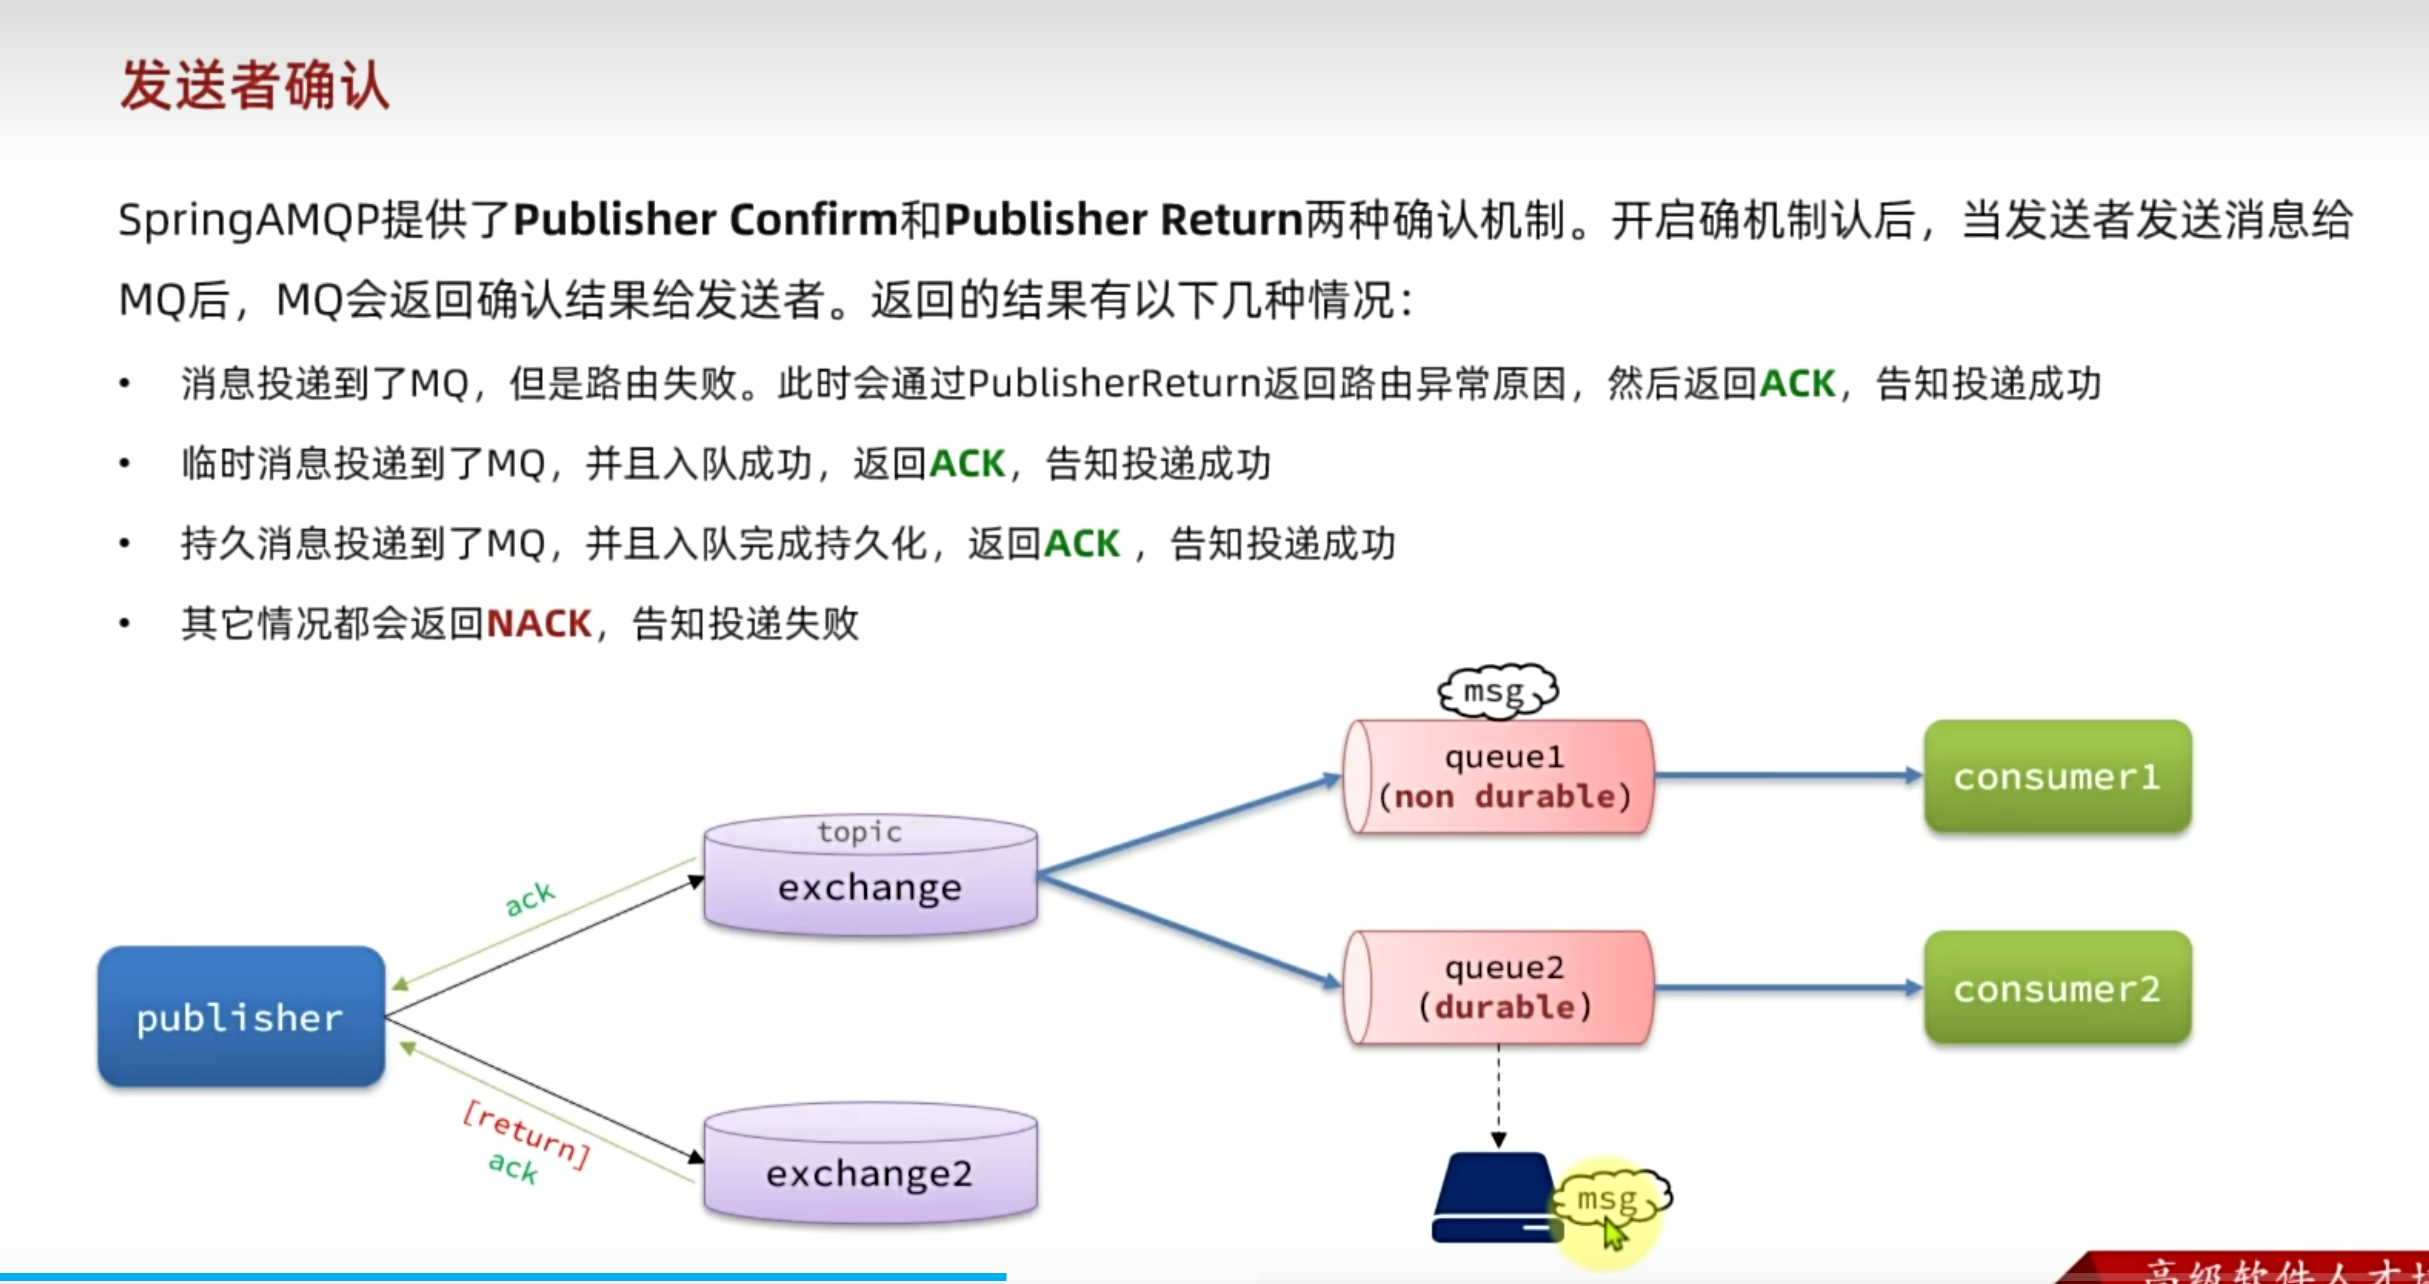 发送者确认
SpringAMQP提供了Publisher Confirm和Publisher Return两种确认机制。开启确机制认后，当发送者发送消息给
MQ后，MQ会返回确认结果给发送者。返回的结果有以下几种情况：
• 消息投递到了MQ，但是路由失败。此时会通过PublisherReturn返回路由异常原因，然后返回ACK，告知投递成功
• 临时消息投递到了MQ，并且入队成功，返回ACK，告知投递成功
• 持久消息投递到了MQ，并且入队完成持久化，返回ACK ，告知投递成功
• 其它情况都会返回NACK，告知投递失败
msg
queue1
(non durable)
consumer1
topic
exchange
ack
publisher
queue2
(durable)
consumer2
[return]
ack
exchange2
msg
高级软件人才